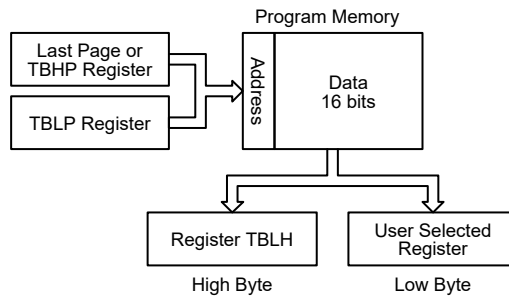 Program Memory
Last Page or
TBHP Register
TBLP Register
Address
Data
16 bits
Register TBLH
User Selected
Register
High Byte
Low Byte